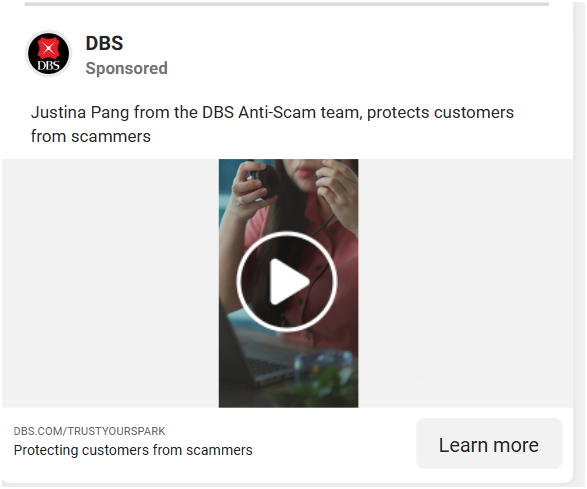 DBS
DBS
Sponsored
Justina Pang from the DBS Anti-Scam team, protects customers
from scammers
DBS.COM/TRUSTYOURSPARK
Protecting customers from scammers
Learn more